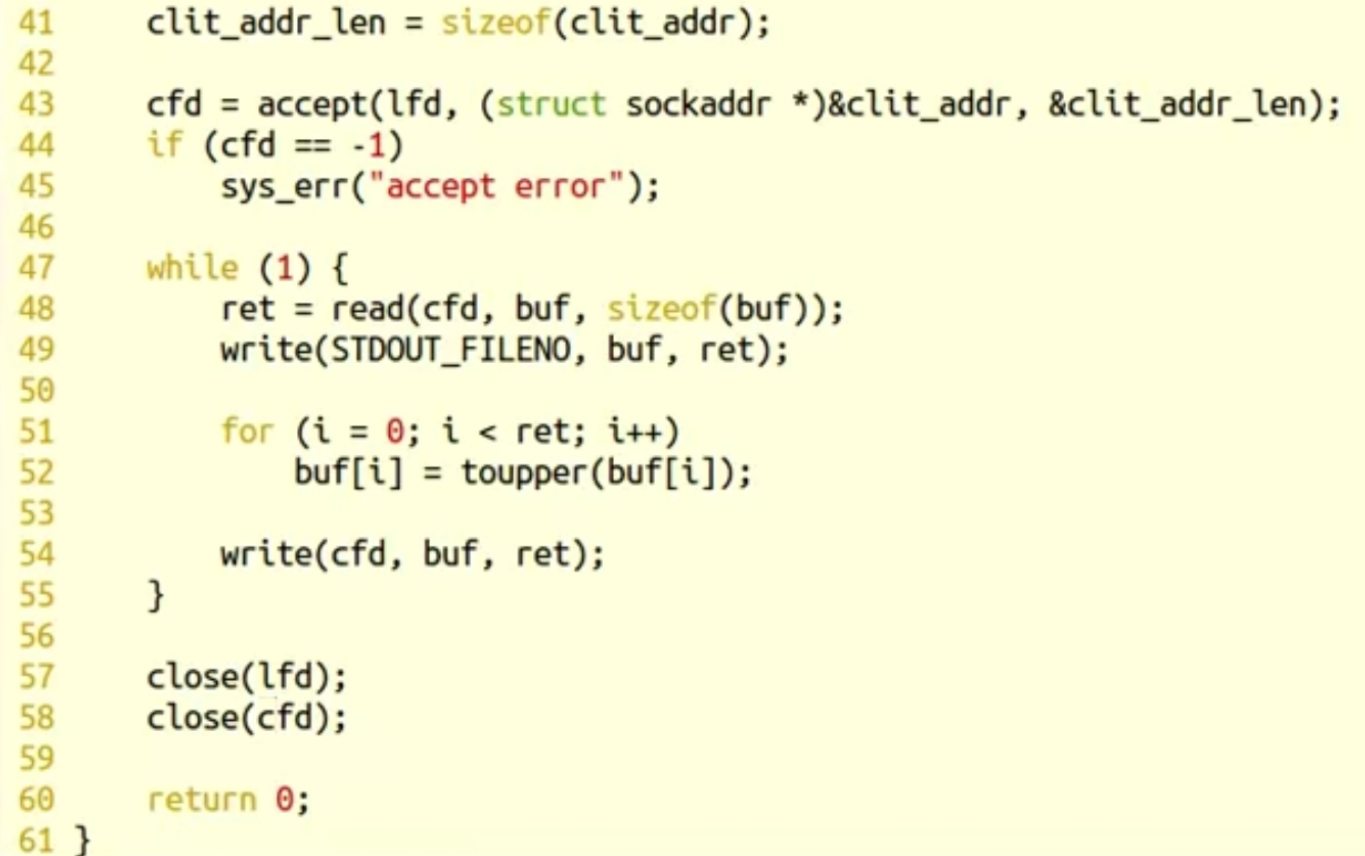 41     clit_addr_len = sizeof(clit_addr);
42
43     cfd = accept(lfd, (struct sockaddr *)&clit_addr, &clit_addr_len);
44     if (cfd == -1)
45         sys_err("accept error");
46
47     while (1) {
48         ret = read(cfd, buf, sizeof(buf));
49         write(STDOUT_FILENO, buf, ret);
50
51         for (i = 0; i < ret; i++)
52             buf[i] = toupper(buf[i]);
53
54         write(cfd, buf, ret);
55     }
56
57     close(lfd);
58     close(cfd);
59
60     return 0;
61 }